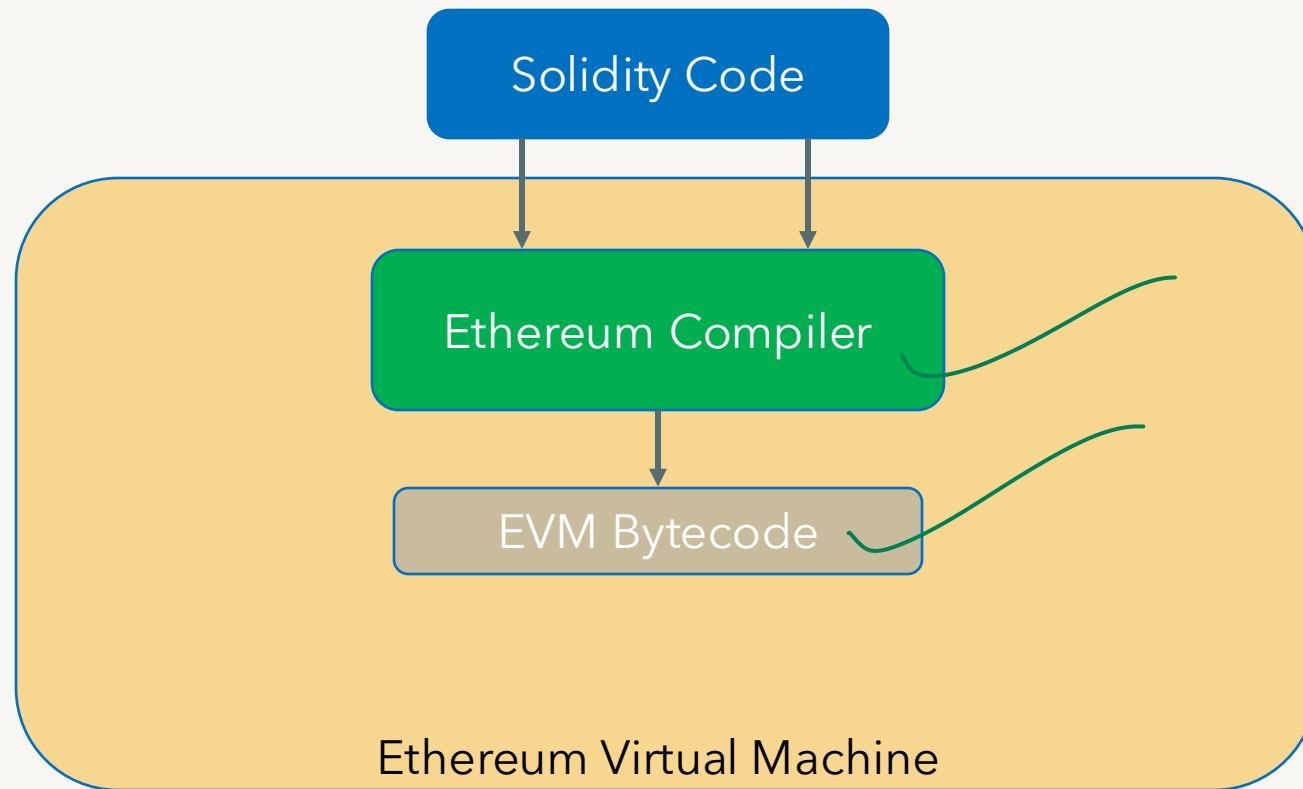 Solidity Code
Ethereum Compiler
EVM Bytecode
Ethereum Virtual Machine